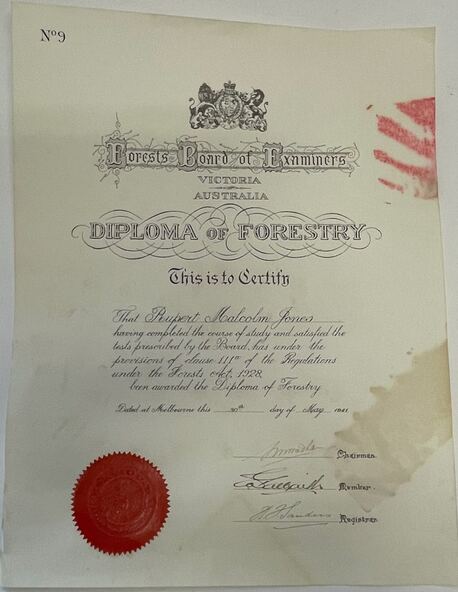 Nº9
Forests Board of Examiners
VICTORIA
AUSTRALIA
DIPLOMA OF FORESTRY
This is to Certify
That Rupert Malcolm Jones
having completed the course of study and satisfied the
tests prescribed by the Board, has under the
provisions of clause 111 of the Regulations
under the Forests Act, 1928,
been awarded the Diploma of Forestry
Dated at Melbourne this 30th day of May
Chairman.
Member.
H J Sanders Registrar.